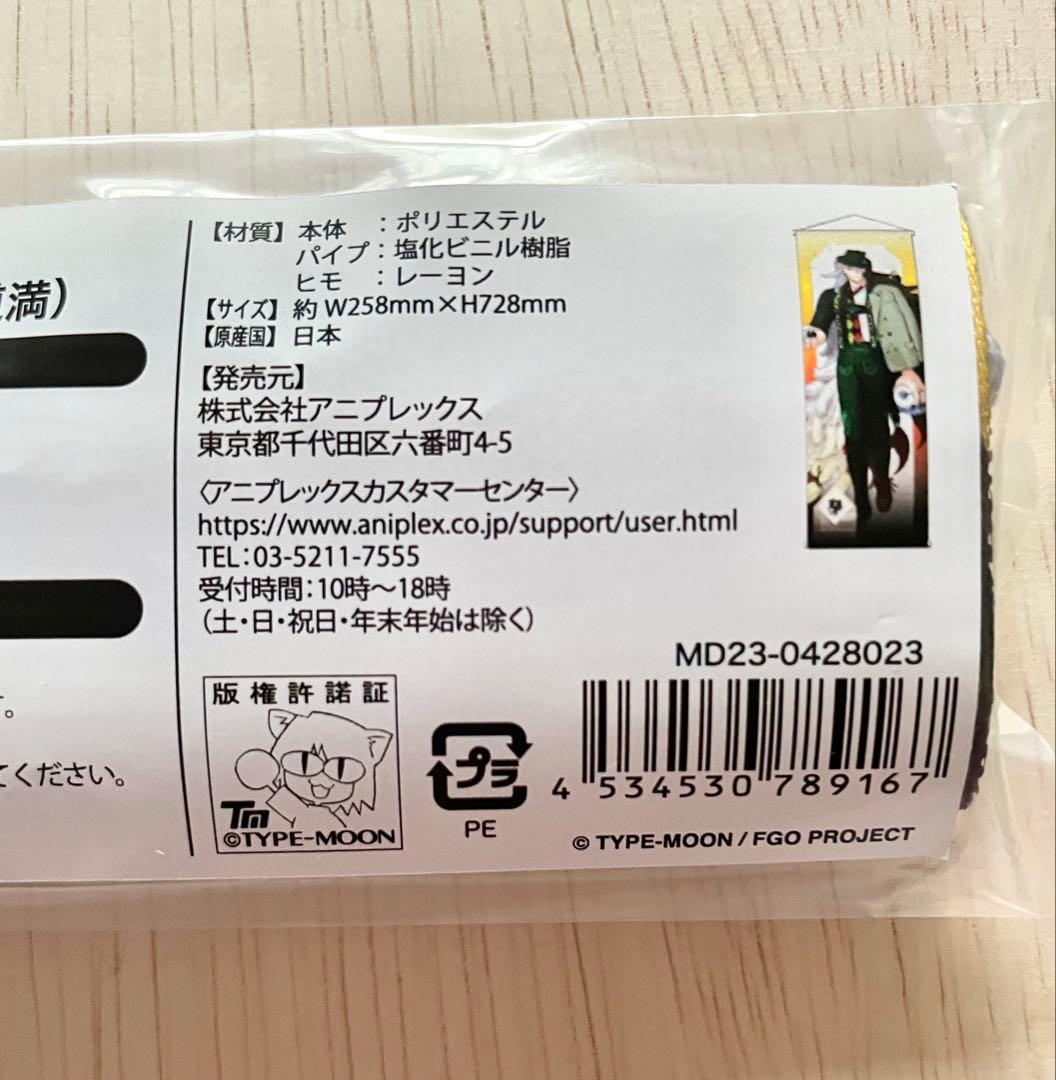 満）
す。
てください。
【材質】 本体 ：ポリエステル
パイプ：塩化ビニル樹脂
ヒモ ：レーヨン
【サイズ】 約 W258mm×H728mm
【原産国】 日本
【発売元】
株式会社アニプレックス
東京都千代田区六番町4-5
〈アニプレックスカスタマーセンター〉
https://www.aniplex.co.jp/support/user.html
TEL：03-5211-7555
受付時間：10時〜18時
（土・日・祝日・年末年始は除く）
版権許諾証
TM
©TYPE-MOON
プラ
PE
MD23-0428023
4 534530 789167
© TYPE-MOON / FGO PROJECT